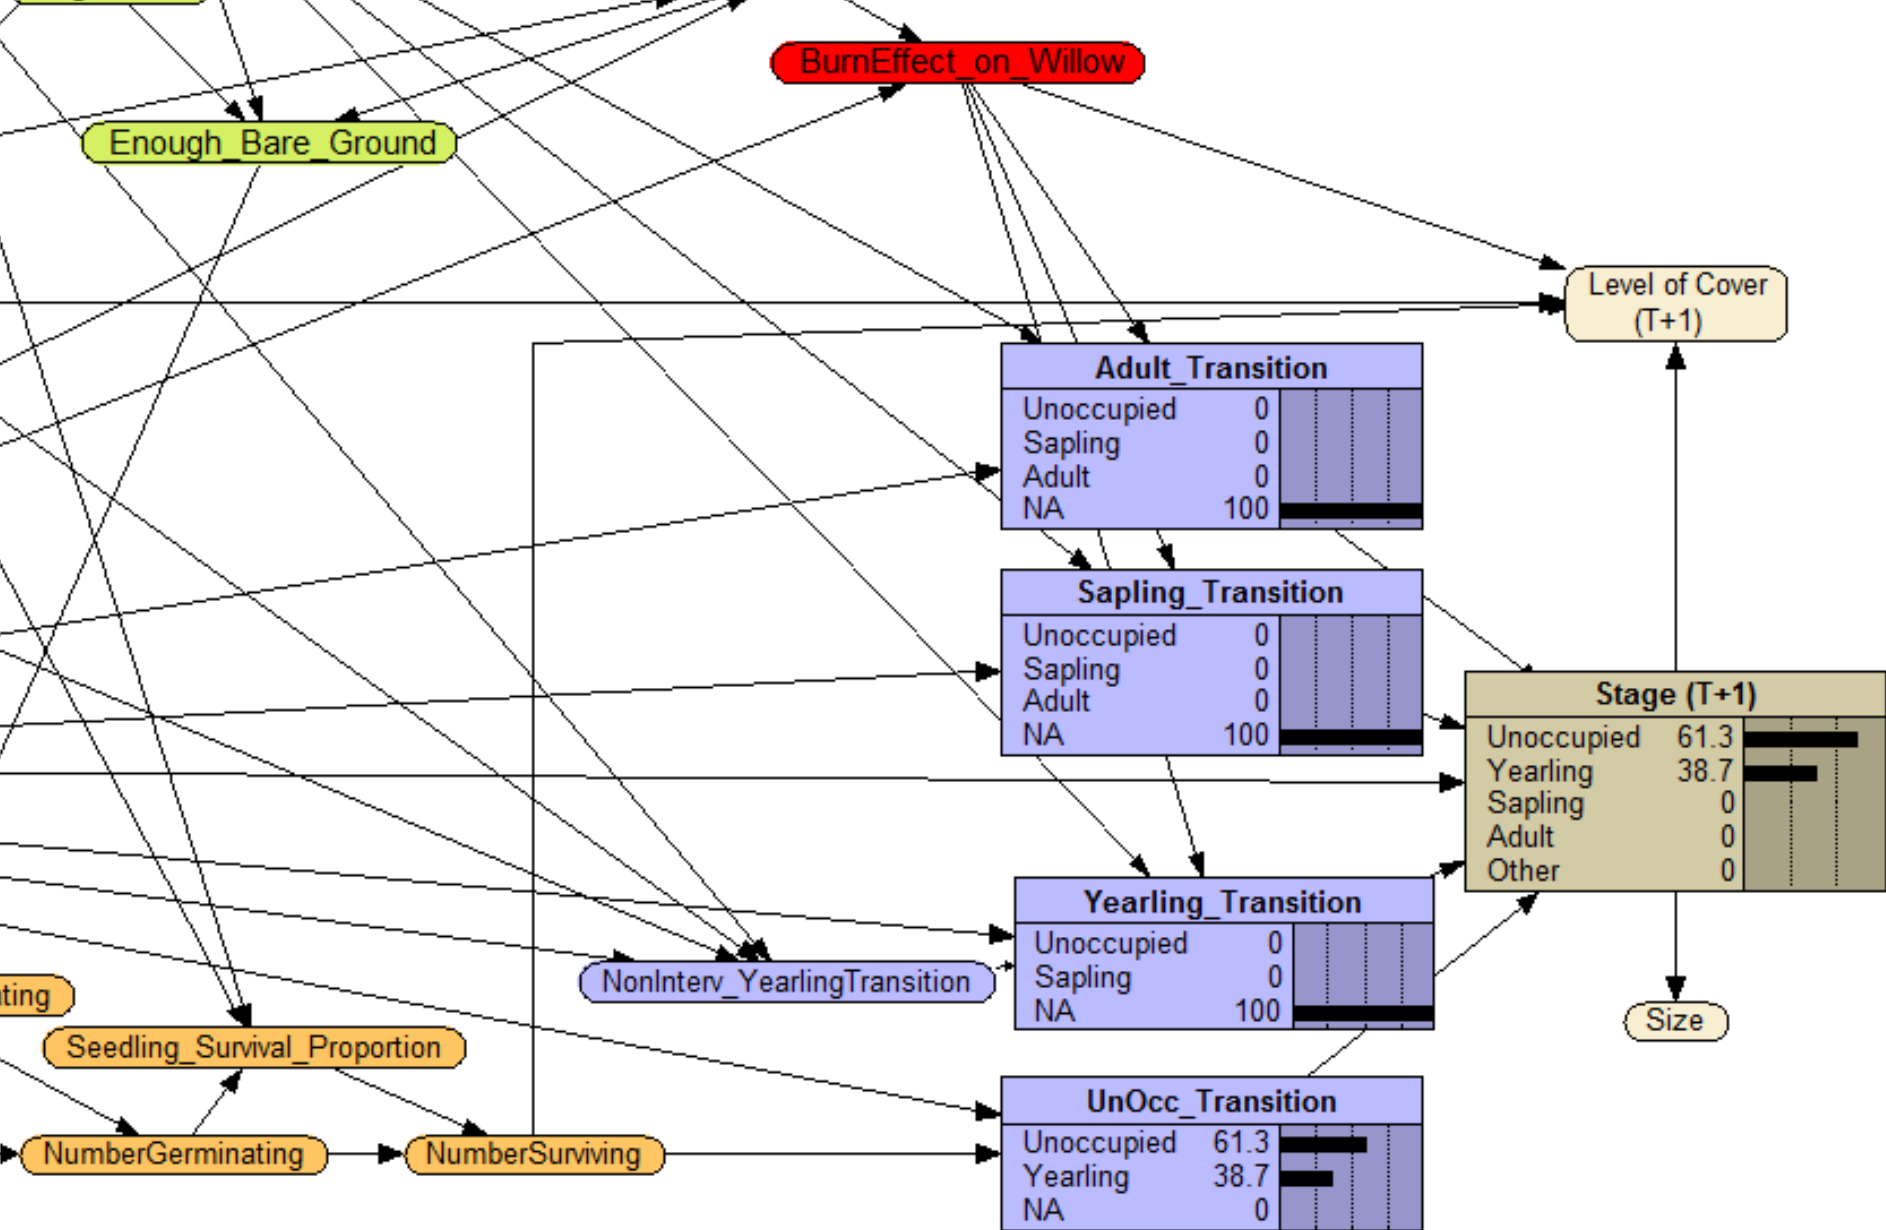 BurnEffect_on_Willow
Enough_Bare_Ground
Level of Cover
(T+1)
Adult_Transition
Unoccupied 0
Sapling 0
Adult 0
NA 100
Sapling_Transition
Unoccupied 0
Sapling 0
Adult 0
NA 100
Stage (T+1)
Unoccupied 61.3
Yearling 38.7
Sapling 0
Adult 0
Other 0
Yearling_Transition
Unoccupied 0
Sapling 0
NA 100
NonInterv_YearlingTransition
ting
Size
Seedling_Survival_Proportion
UnOcc_Transition
Unoccupied 61.3
Yearling 38.7
NA 0
NumberGerminating
NumberSurviving